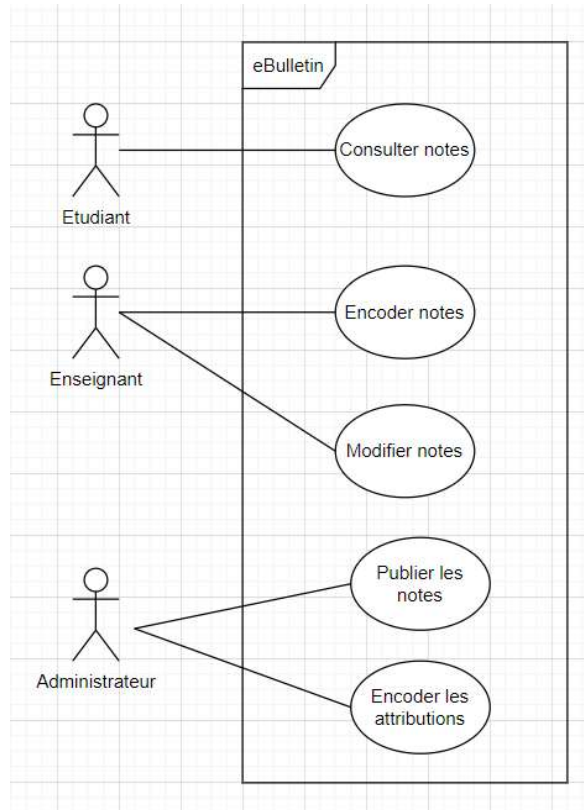 eBulletin
Consulter notes
Etudiant
Encoder notes
Enseignant
Modifier notes
Publier les
notes
Administrateur
Encoder les
attributions